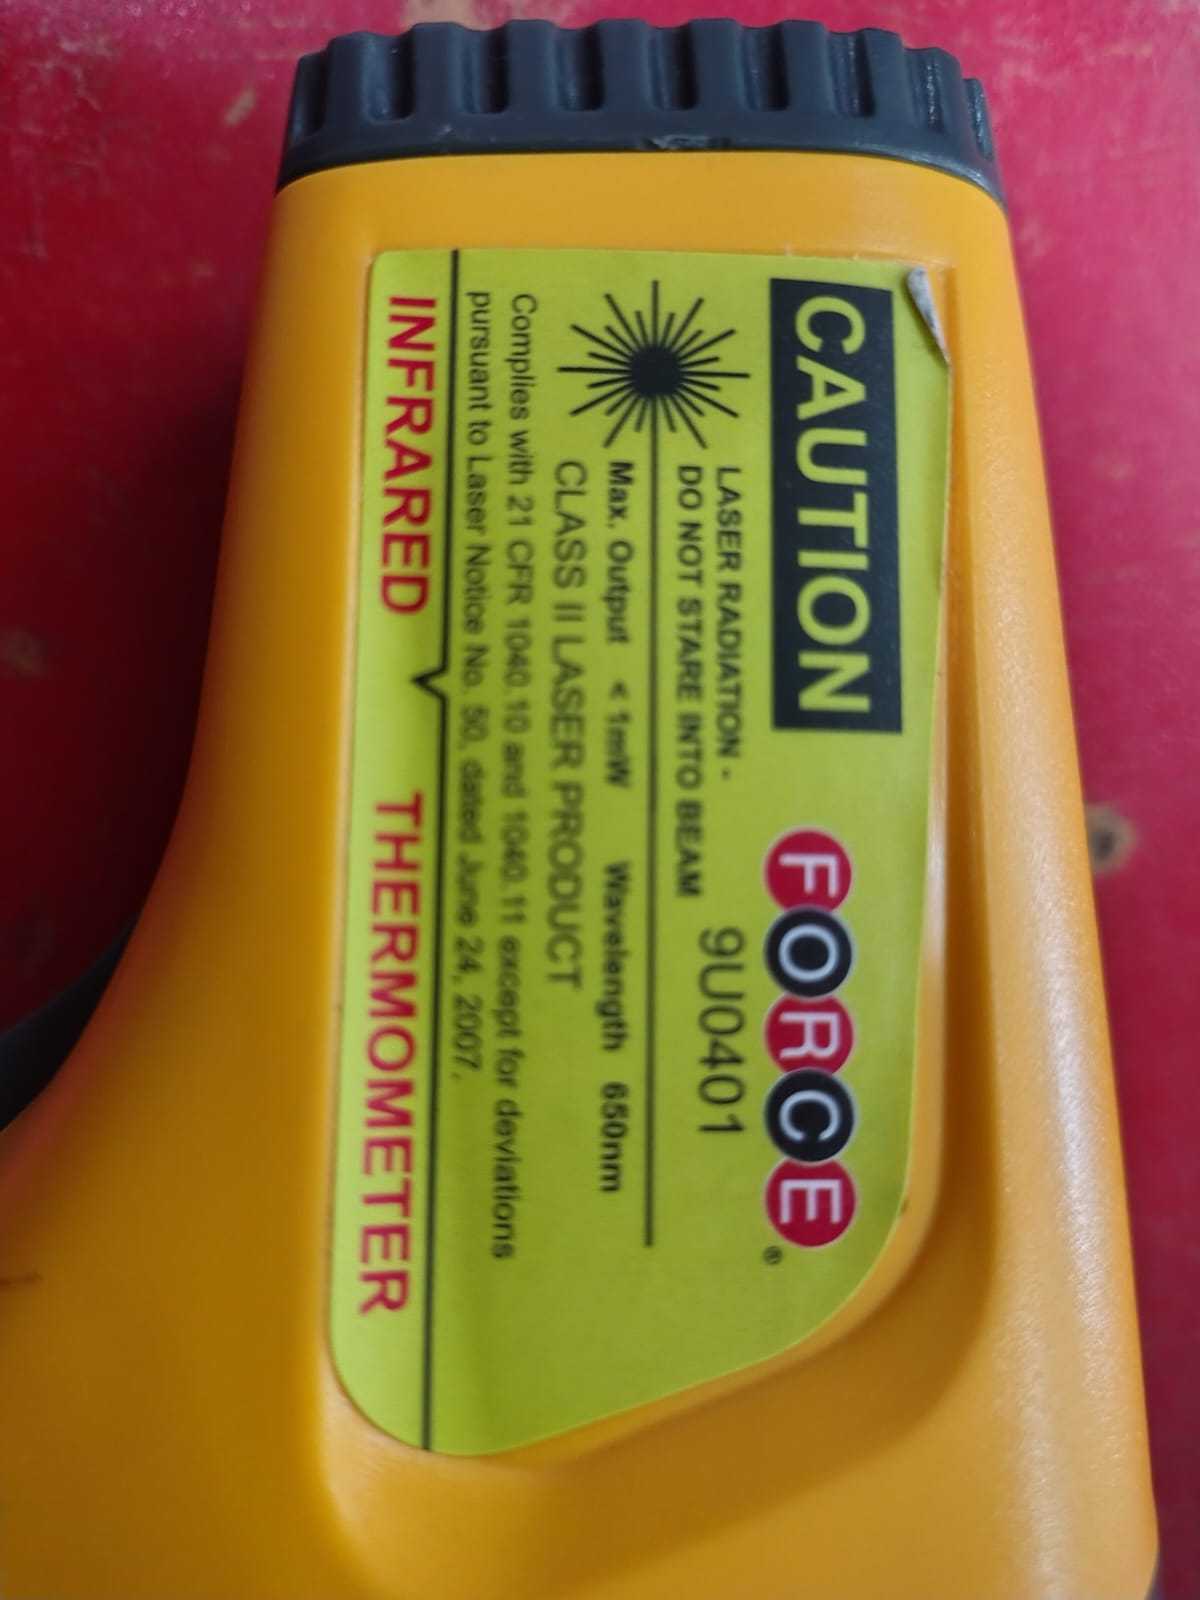 CAUTION
FORCE®
LASER RADIATION -
DO NOT STARE INTO BEAM
9U0401
Max. Output < 1mW Wavelength 650nm
CLASS II LASER PRODUCT
Complies with 21 CFR 1040.10 and 1040.11 except for deviations
pursuant to Laser Notice No. 50, dated June 24, 2007.
INFRARED THERMOMETER